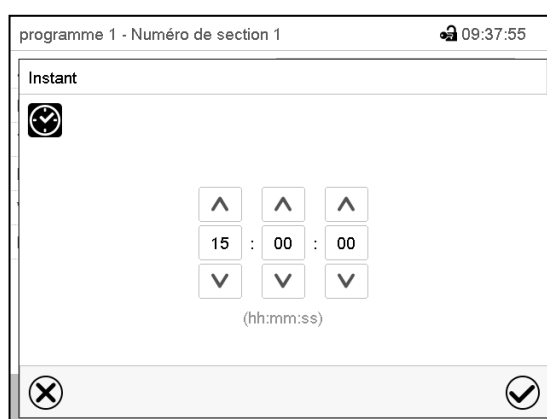 programme 1 - Numéro de section 1 09:37:55
Instant
15 : 00 : 00
(hh:mm:ss)